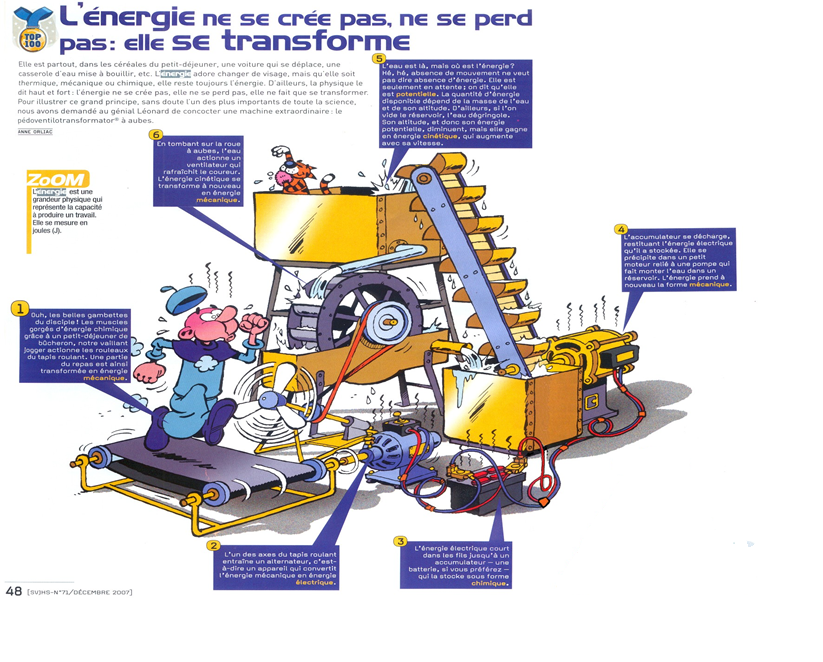 TOP
100
L'énergie ne se crée pas, ne se perd
pas : elle se transforme
Elle est partout, dans les céréales du petit-déjeuner, une voiture qui se déplace, une
casserole d'eau mise à bouillir, etc. L'énergie adore changer de visage, mais qu'elle soit
thermique, mécanique ou chimique, elle reste toujours l'énergie. D'ailleurs, la physique le
dit haut et fort : l'énergie ne se crée pas, elle ne se perd pas, elle ne fait que se transformer.
Pour illustrer ce grand principe, sans doute l'un des plus importants de toute la science,
nous avons demandé au génial Léonard de concocter une machine extraordinaire : le
pédoventilotransformator® à aubes.
ANNE ORLIAC
ZOOM
L'énergie est une
grandeur physique qui
représente la capacité
à produire un travail.
Elle se mesure en
joules (J).
1
Ouh, les belles gambettes
du disciple ! Les muscles
gorgés d'énergie chimique
grâce à un petit-déjeuner de
bûcheron, notre vaillant
jogger actionne les rouleaux
du tapis roulant. Une partie
du repas est ainsi
transformée en énergie
mécanique.
2
L'un des axes du tapis roulant
entraîne un alternateur, c'est-
à-dire un appareil qui convertit
l'énergie mécanique en énergie
électrique.
3
L'énergie électrique court
dans les fils jusqu'à un
accumulateur — une
batterie, si vous préférez —
qui la stocke sous forme
chimique.
4
L'accumulateur se décharge,
restituant l'énergie électrique
qu'il a stockée. Elle se
précipite dans un petit
moteur relié à une pompe qui
fait monter l'eau dans un
réservoir. L'énergie prend à
nouveau la forme mécanique.
5
L'eau est là, mais où est l'énergie ?
Hé, hé, absence de mouvement ne veut
pas dire absence d'énergie. Elle est
seulement en attente ; on dit qu'elle
est potentielle. La quantité d'énergie
disponible dépend de la masse de l'eau
et de son altitude. D'ailleurs, si l'on
vide le réservoir, l'eau dégringole.
Son altitude, et donc son énergie
potentielle, diminuent, mais elle gagne
en énergie cinétique, qui augmente
avec sa vitesse.
6
En tombant sur la roue
à aubes, l'eau
actionne un
ventilateur qui
rafraîchit le coureur.
L'énergie cinétique se
transforme à nouveau
en énergie
mécanique.
48 [SVJHS-N°71/DÉCEMBRE 2007]